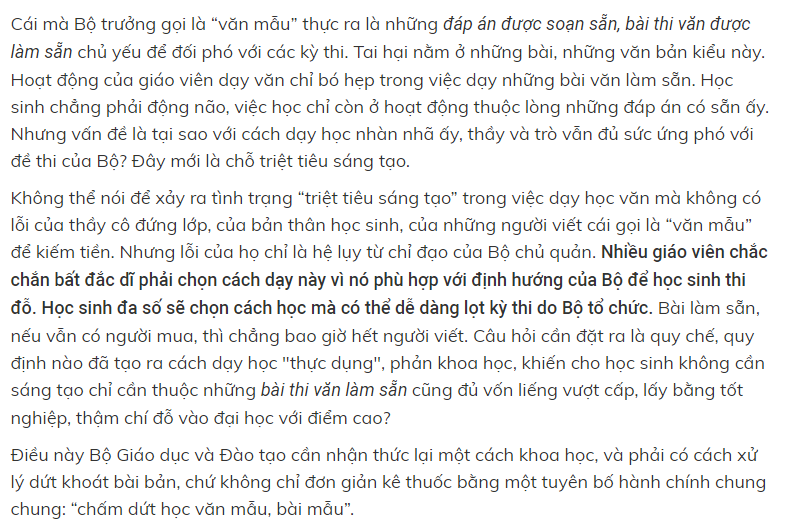 Cái mà Bộ trưởng gọi là “văn mẫu” thực ra là những đáp án được soạn sẵn, bài thi văn được
làm sẵn chủ yếu để đối phó với các kỳ thi. Tai hại nằm ở những bài, những văn bản kiểu này.
Hoạt động của giáo viên dạy văn chỉ bó hẹp trong việc dạy những bài văn làm sẵn. Học
sinh chẳng phải động não, việc học chỉ còn ở hoạt động thuộc lòng những đáp án có sẵn ấy.
Nhưng vấn đề là tại sao với cách dạy học nhàn nhã ấy, thầy và trò vẫn đủ sức ứng phó với
đề thi của Bộ? Đây mới là chỗ triệt tiêu sáng tạo.
Không thể nói để xảy ra tình trạng “triệt tiêu sáng tạo” trong việc dạy học văn mà không có
lỗi của thầy cô đứng lớp, của bản thân học sinh, của những người viết cái gọi là “văn mẫu”
để kiếm tiền. Nhưng lỗi của họ chỉ là hệ lụy từ chỉ đạo của Bộ chủ quản. Nhiều giáo viên chắc
chắn bất đắc dĩ phải chọn cách dạy này vì nó phù hợp với định hướng của Bộ để học sinh thi
đỗ. Học sinh đa số sẽ chọn cách học mà có thể dễ dàng lọt kỳ thi do Bộ tổ chức. Bài làm sẵn,
nếu vẫn có người mua, thì chẳng bao giờ hết người viết. Câu hỏi cần đặt ra là quy chế, quy
định nào đã tạo ra cách dạy học "thực dụng", phản khoa học, khiến cho học sinh không cần
sáng tạo chỉ cần thuộc những bài thi văn làm sẵn cũng đủ vốn liếng vượt cấp, lấy bằng tốt
nghiệp, thậm chí đỗ vào đại học với điểm cao?
Điều này Bộ Giáo dục và Đào tạo cần nhận thức lại một cách khoa học, và phải có cách xử
lý dứt khoát bài bản, chứ không chỉ đơn giản kê thuốc bằng một tuyên bố hành chính chung
chung: “chấm dứt học văn mẫu, bài mẫu”.